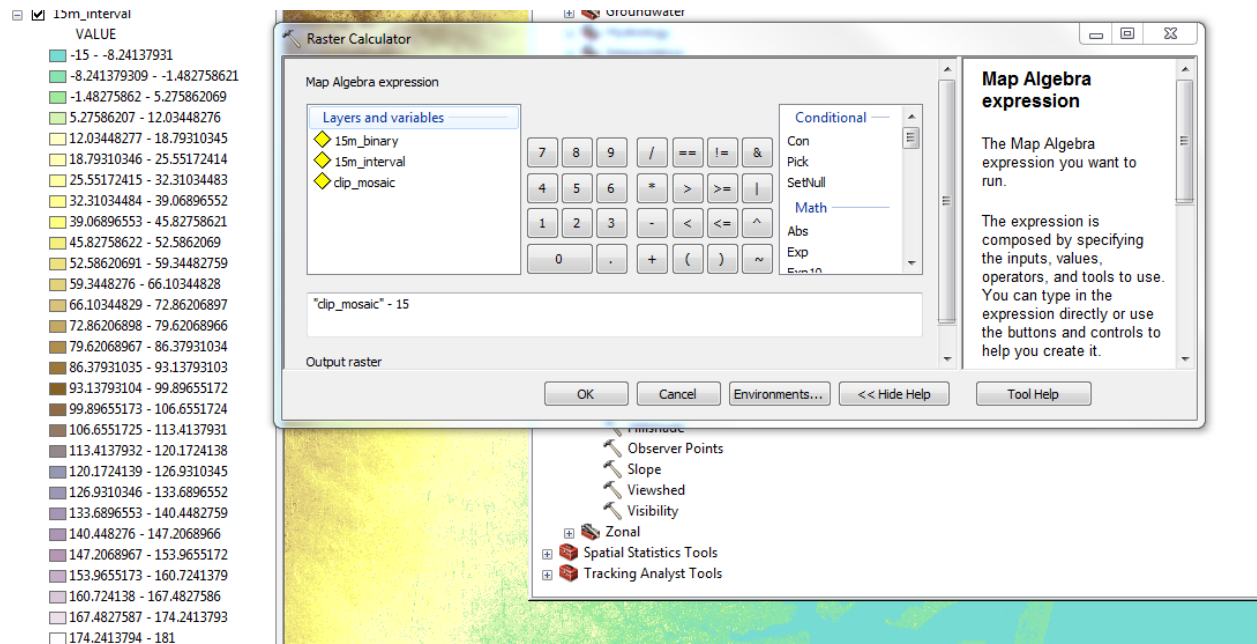 15m_interval
VALUE
-15 - -8.24137931
-8.241379309 - -1.482758621
-1.48275862 - 5.275862069
5.27586207 - 12.03448276
12.03448277 - 18.79310345
18.79310346 - 25.55172414
25.55172415 - 32.31034483
32.31034484 - 39.06896552
39.06896553 - 45.82758621
45.82758622 - 52.5862069
52.58620691 - 59.34482759
59.3448276 - 66.10344828
66.10344829 - 72.86206897
72.86206898 - 79.62068966
79.62068967 - 86.37931034
86.37931035 - 93.13793103
93.13793104 - 99.89655172
99.89655173 - 106.6551724
106.6551725 - 113.4137931
113.4137932 - 120.1724138
120.1724139 - 126.9310345
126.9310346 - 133.6896552
133.6896553 - 140.4482759
140.448276 - 147.2068966
147.2068967 - 153.9655172
153.9655173 - 160.7241379
160.724138 - 167.4827586
167.4827587 - 174.2413793
174.2413794 - 181
Groundwater
Raster Calculator
Map Algebra expression
Layers and variables
15m_binary
15m_interval
clip_mosaic
7 8 9 / == != &
4 5 6 * > >= |
1 2 3 - < <= ^
0 . + ( ) ~
Conditional
Con
Pick
SetNull
Math
Abs
Exp
Exp10
"clip_mosaic" - 15
Output raster
OK Cancel Environments... << Hide Help Tool Help
Map Algebra
expression
The Map Algebra
expression you want to
run.
The expression is
composed by specifying
the inputs, values,
operators, and tools to use.
You can type in the
expression directly or use
the buttons and controls to
help you create it.
Hillshade
Observer Points
Slope
Viewshed
Visibility
Zonal
Spatial Statistics Tools
Tracking Analyst Tools